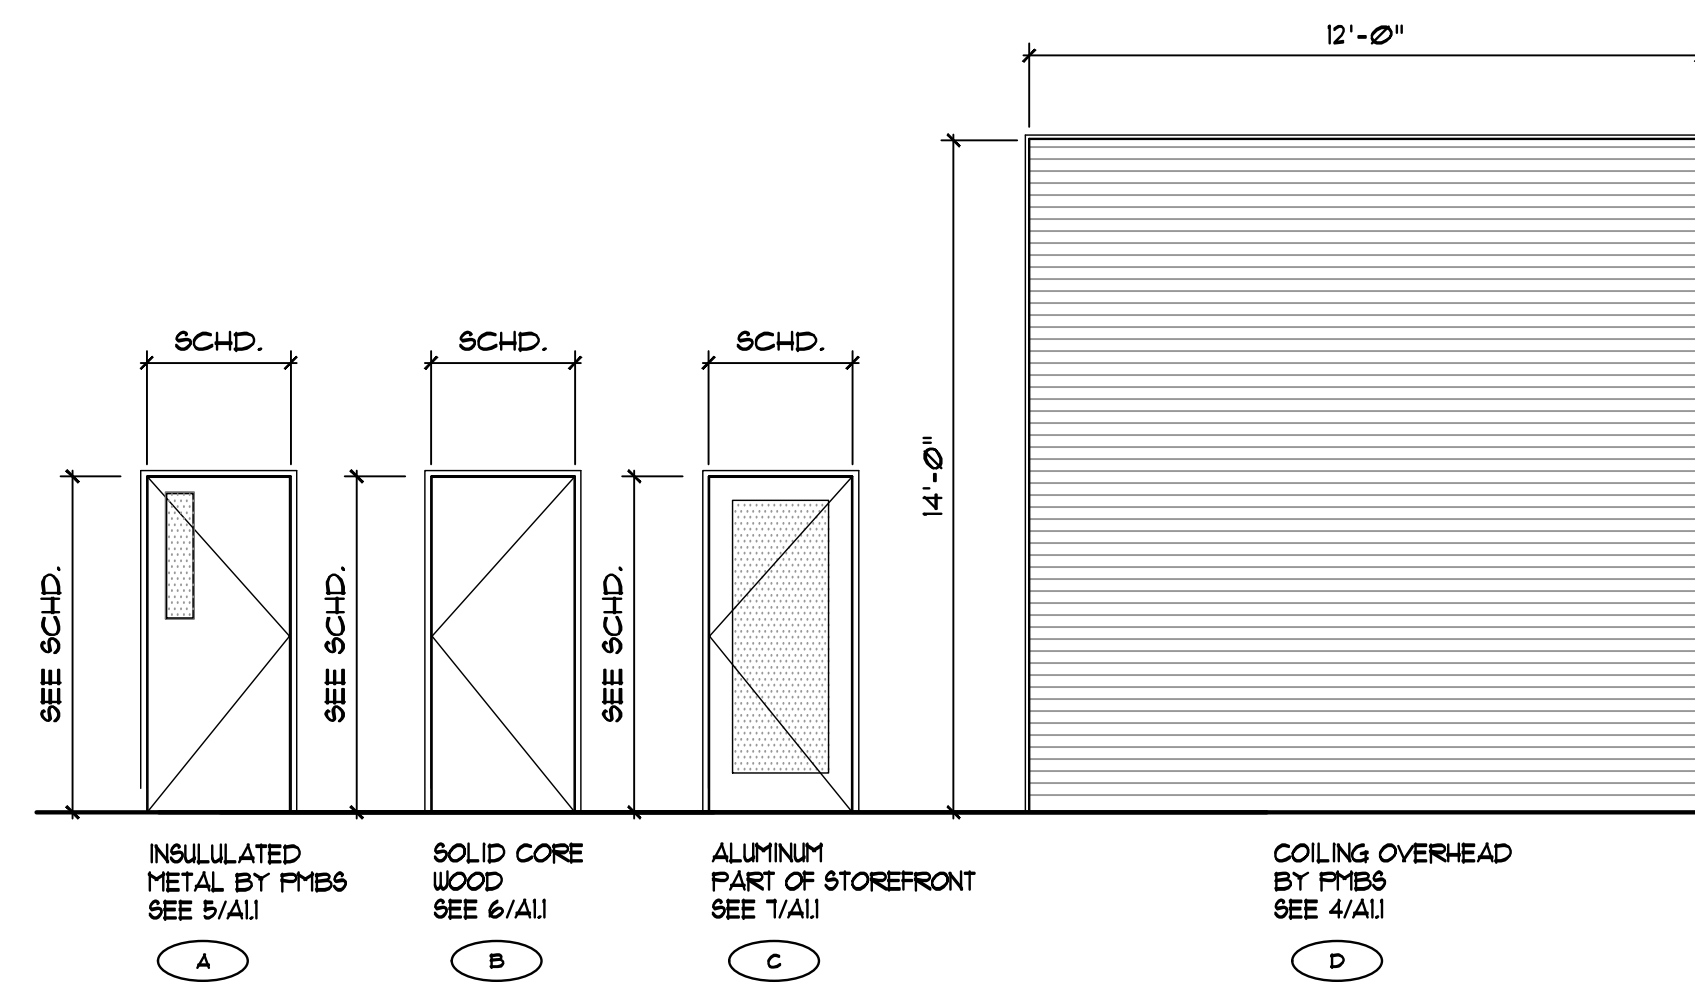 12'-0"
14'-0"
SCHD.
SCHD.
SCHD.
SEE SCHD.
SEE SCHD.
SEE SCHD.
INSULULATED
METAL BY PMBS
SEE 5/A1.1
A
SOLID CORE
WOOD
SEE 6/A1.1
B
ALUMINUM
PART OF STOREFRONT
SEE 7/A1.1
C
COILING OVERHEAD
BY PMBS
SEE 4/A1.1
D